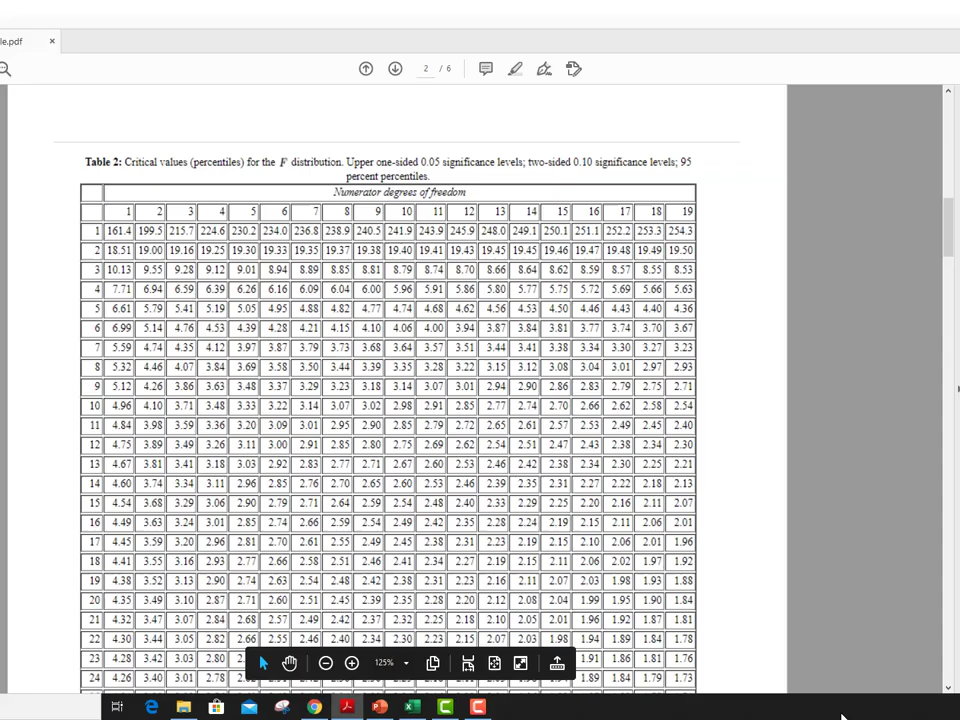 le.pdf ×
2 / 6
Table 2: Critical values (percentiles) for the F distribution. Upper one-sided 0.05 significance levels; two-sided 0.10 significance levels; 95
percent percentiles.
Numerator degrees of freedom
1 2 3 4 5 6 7 8 9 10 11 12 13 14 15 16 17 18 19
1 161.4 199.5 215.7 224.6 230.2 234.0 236.8 238.9 240.5 241.9 243.9 245.9 248.0 249.1 250.1 251.1 252.2 253.3 254.3
2 18.51 19.00 19.16 19.25 19.30 19.33 19.35 19.37 19.38 19.40 19.41 19.43 19.45 19.45 19.46 19.47 19.48 19.49 19.50
3 10.13 9.55 9.28 9.12 9.01 8.94 8.89 8.85 8.81 8.79 8.74 8.70 8.66 8.64 8.62 8.59 8.57 8.55 8.53
4 7.71 6.94 6.59 6.39 6.26 6.16 6.09 6.04 6.00 5.96 5.91 5.86 5.80 5.77 5.75 5.72 5.69 5.66 5.63
5 6.61 5.79 5.41 5.19 5.05 4.95 4.88 4.82 4.77 4.74 4.68 4.62 4.56 4.53 4.50 4.46 4.43 4.40 4.36
6 6.99 5.14 4.76 4.53 4.39 4.28 4.21 4.15 4.10 4.06 4.00 3.94 3.87 3.84 3.81 3.77 3.74 3.70 3.67
7 5.59 4.74 4.35 4.12 3.97 3.87 3.79 3.73 3.68 3.64 3.57 3.51 3.44 3.41 3.38 3.34 3.30 3.27 3.23
8 5.32 4.46 4.07 3.84 3.69 3.58 3.50 3.44 3.39 3.35 3.28 3.22 3.15 3.12 3.08 3.04 3.01 2.97 2.93
9 5.12 4.26 3.86 3.63 3.48 3.37 3.29 3.23 3.18 3.14 3.07 3.01 2.94 2.90 2.86 2.83 2.79 2.75 2.71
10 4.96 4.10 3.71 3.48 3.33 3.22 3.14 3.07 3.02 2.98 2.91 2.85 2.77 2.74 2.70 2.66 2.62 2.58 2.54
11 4.84 3.98 3.59 3.36 3.20 3.09 3.01 2.95 2.90 2.85 2.79 2.72 2.65 2.61 2.57 2.53 2.49 2.45 2.40
12 4.75 3.89 3.49 3.26 3.11 3.00 2.91 2.85 2.80 2.75 2.69 2.62 2.54 2.51 2.47 2.43 2.38 2.34 2.30
13 4.67 3.81 3.41 3.18 3.03 2.92 2.83 2.77 2.71 2.67 2.60 2.53 2.46 2.42 2.38 2.34 2.30 2.25 2.21
14 4.60 3.74 3.34 3.11 2.96 2.85 2.76 2.70 2.65 2.60 2.53 2.46 2.39 2.35 2.31 2.27 2.22 2.18 2.13
15 4.54 3.68 3.29 3.06 2.90 2.79 2.71 2.64 2.59 2.54 2.48 2.40 2.33 2.29 2.25 2.20 2.16 2.11 2.07
16 4.49 3.63 3.24 3.01 2.85 2.74 2.66 2.59 2.54 2.49 2.42 2.35 2.28 2.24 2.19 2.15 2.11 2.06 2.01
17 4.45 3.59 3.20 2.96 2.81 2.70 2.61 2.55 2.49 2.45 2.38 2.31 2.23 2.19 2.15 2.10 2.06 2.01 1.96
18 4.41 3.55 3.16 2.93 2.77 2.66 2.58 2.51 2.46 2.41 2.34 2.27 2.19 2.15 2.11 2.06 2.02 1.97 1.92
19 4.38 3.52 3.13 2.90 2.74 2.63 2.54 2.48 2.42 2.38 2.31 2.23 2.16 2.11 2.07 2.03 1.98 1.93 1.88
20 4.35 3.49 3.10 2.87 2.71 2.60 2.51 2.45 2.39 2.35 2.28 2.20 2.12 2.08 2.04 1.99 1.95 1.90 1.84
21 4.32 3.47 3.07 2.84 2.68 2.57 2.49 2.42 2.37 2.32 2.25 2.18 2.10 2.05 2.01 1.96 1.92 1.87 1.81
22 4.30 3.44 3.05 2.82 2.66 2.55 2.46 2.40 2.34 2.30 2.23 2.15 2.07 2.03 1.98 1.94 1.89 1.84 1.78
23 4.28 3.42 3.03 2.80 1.91 1.86 1.81 1.76
125%
24 4.26 3.40 3.01 2.78 1.89 1.84 1.79 1.73